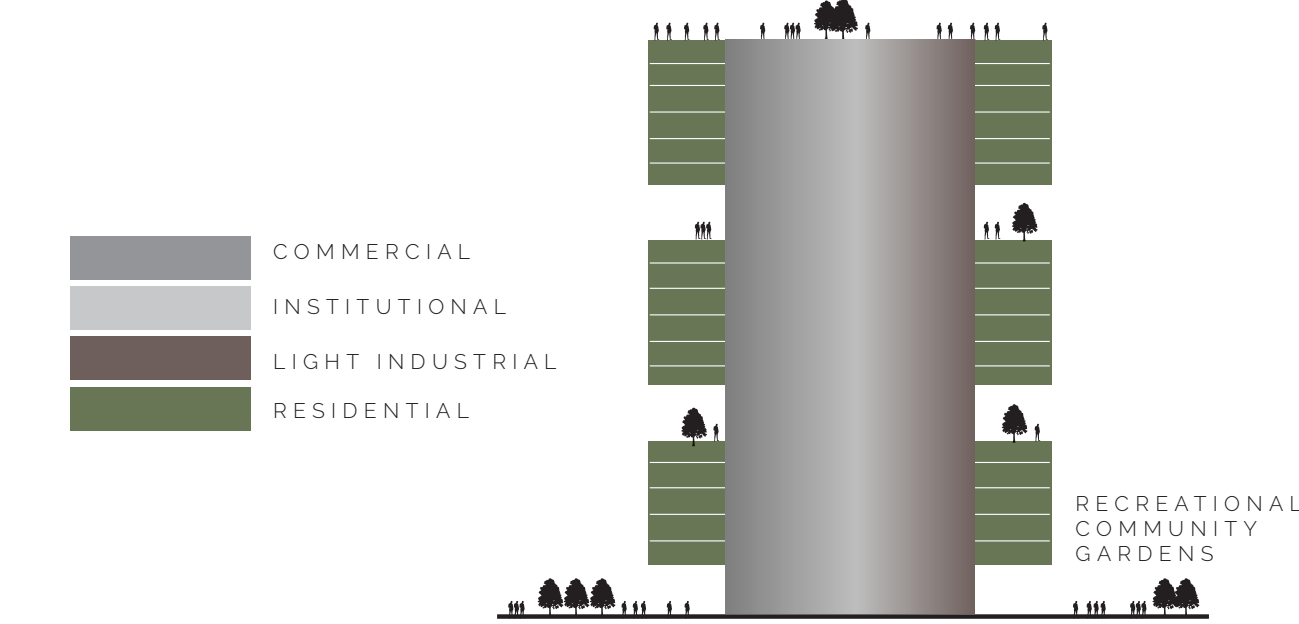 COMMERCIAL
INSTITUTIONAL
LIGHT INDUSTRIAL
RESIDENTIAL
RECREATIONAL
COMMUNITY
GARDENS